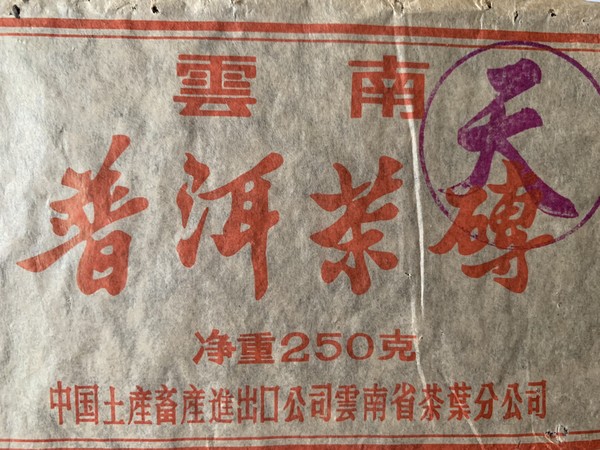 雲南
天
普洱茶磚
净重250克
中国土産畜産進出口公司雲南省茶葉分公司